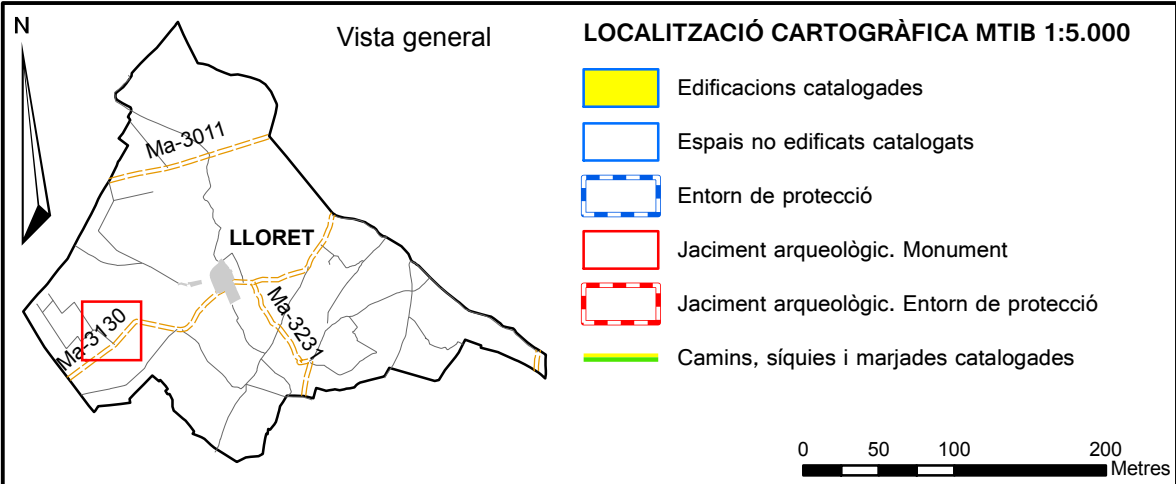 N
Vista general
Ma-3011
LLORET
Ma-3130
Ma-3231
LOCALITZACIÓ CARTOGRÀFICA MTIB 1:5.000
Edificacions catalogades
Espais no edificats catalogats
Entorn de protecció
Jaciment arqueològic. Monument
Jaciment arqueològic. Entorn de protecció
Camins, síquies i marjades catalogades
0 50 100 200
Metres